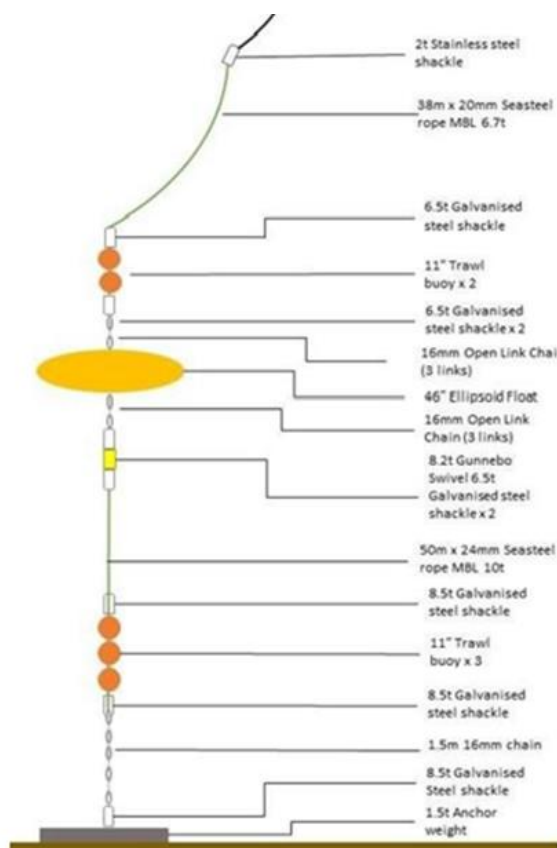 2t Stainless steel
shackle
38m x 20mm Seasteel
rope MBL 6.7t
6.5t Galvanised
steel shackle
11" Trawl
buoy x 2
6.5t Galvanised
steel shackle x 2
16mm Open Link Chain
(3 links)
46" Ellipsoid Float
16mm Open Link
Chain (3 links)
8.2t Gunnebo
Swivel 6.5t
Galvanised steel
shackle x 2
50m x 24mm Seasteel
rope MBL 10t
8.5t Galvanised
steel shackle
11" Trawl
buoy x 3
8.5t Galvanised
steel shackle
1.5m 16mm chain
8.5t Galvanised
Steel shackle
1.5t Anchor
weight